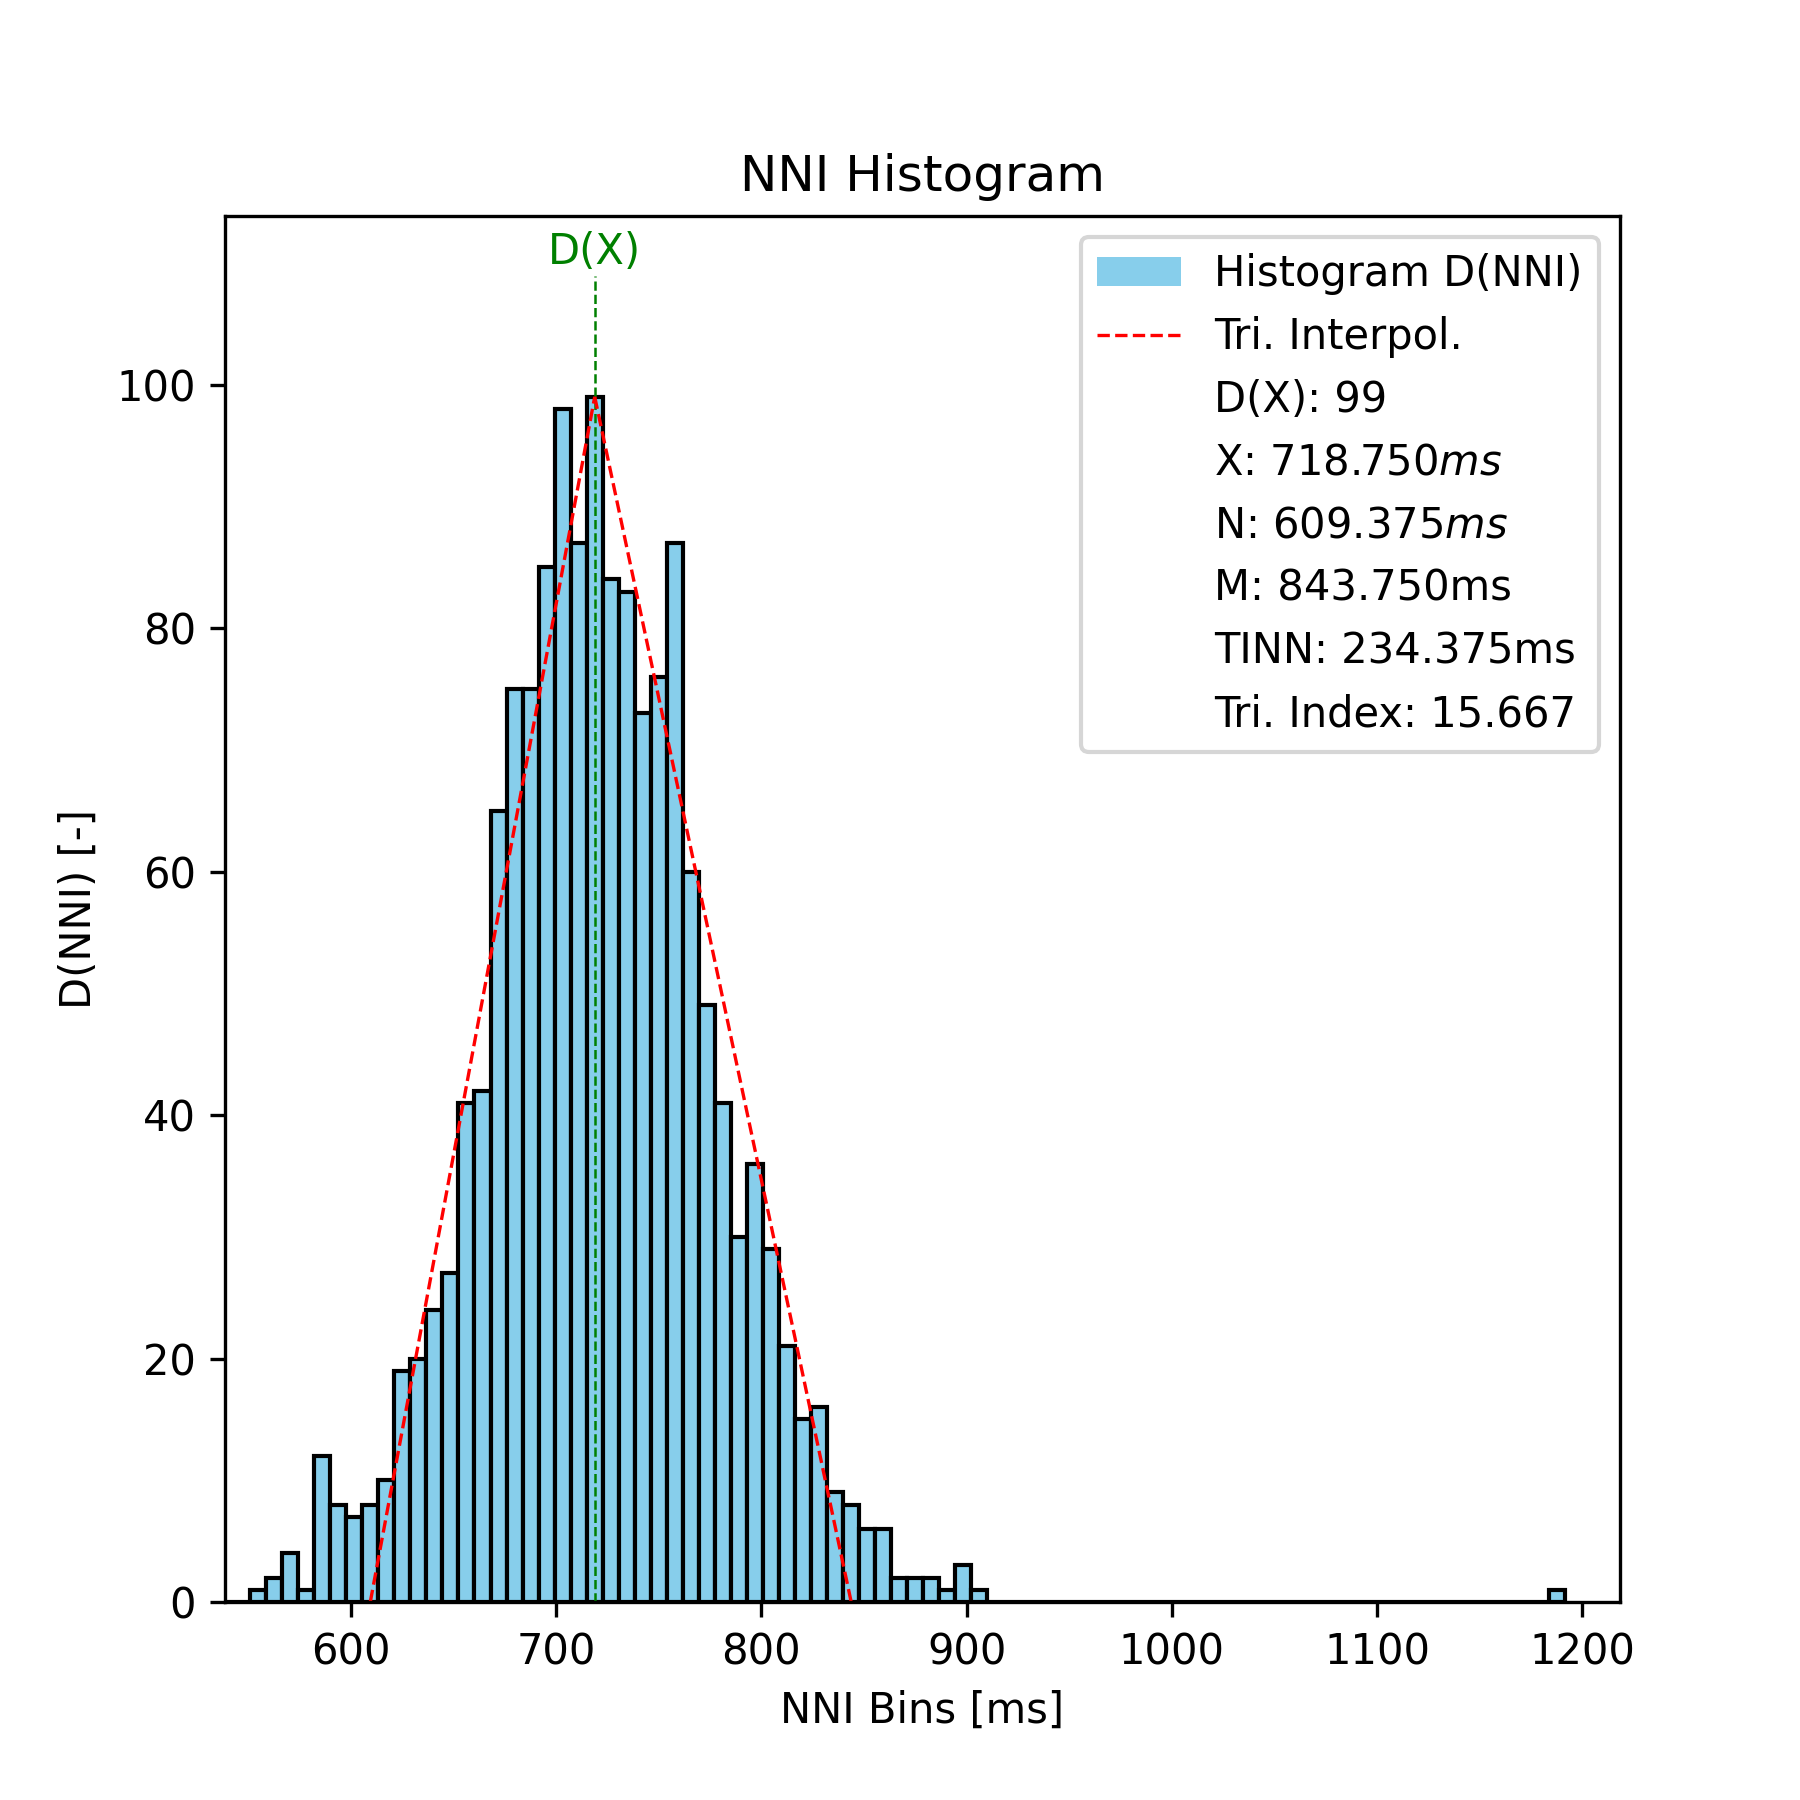 NNI Histogram
D(X)
Histogram D(NNI)
Tri. Interpol.
D(X): 99
X: 718.750ms
N: 609.375ms
M: 843.750ms
TINN: 234.375ms
Tri. Index: 15.667
100
80
60
40
20
0
D(NNI) [-]
600 700 800 900 1000 1100 1200
NNI Bins [ms]